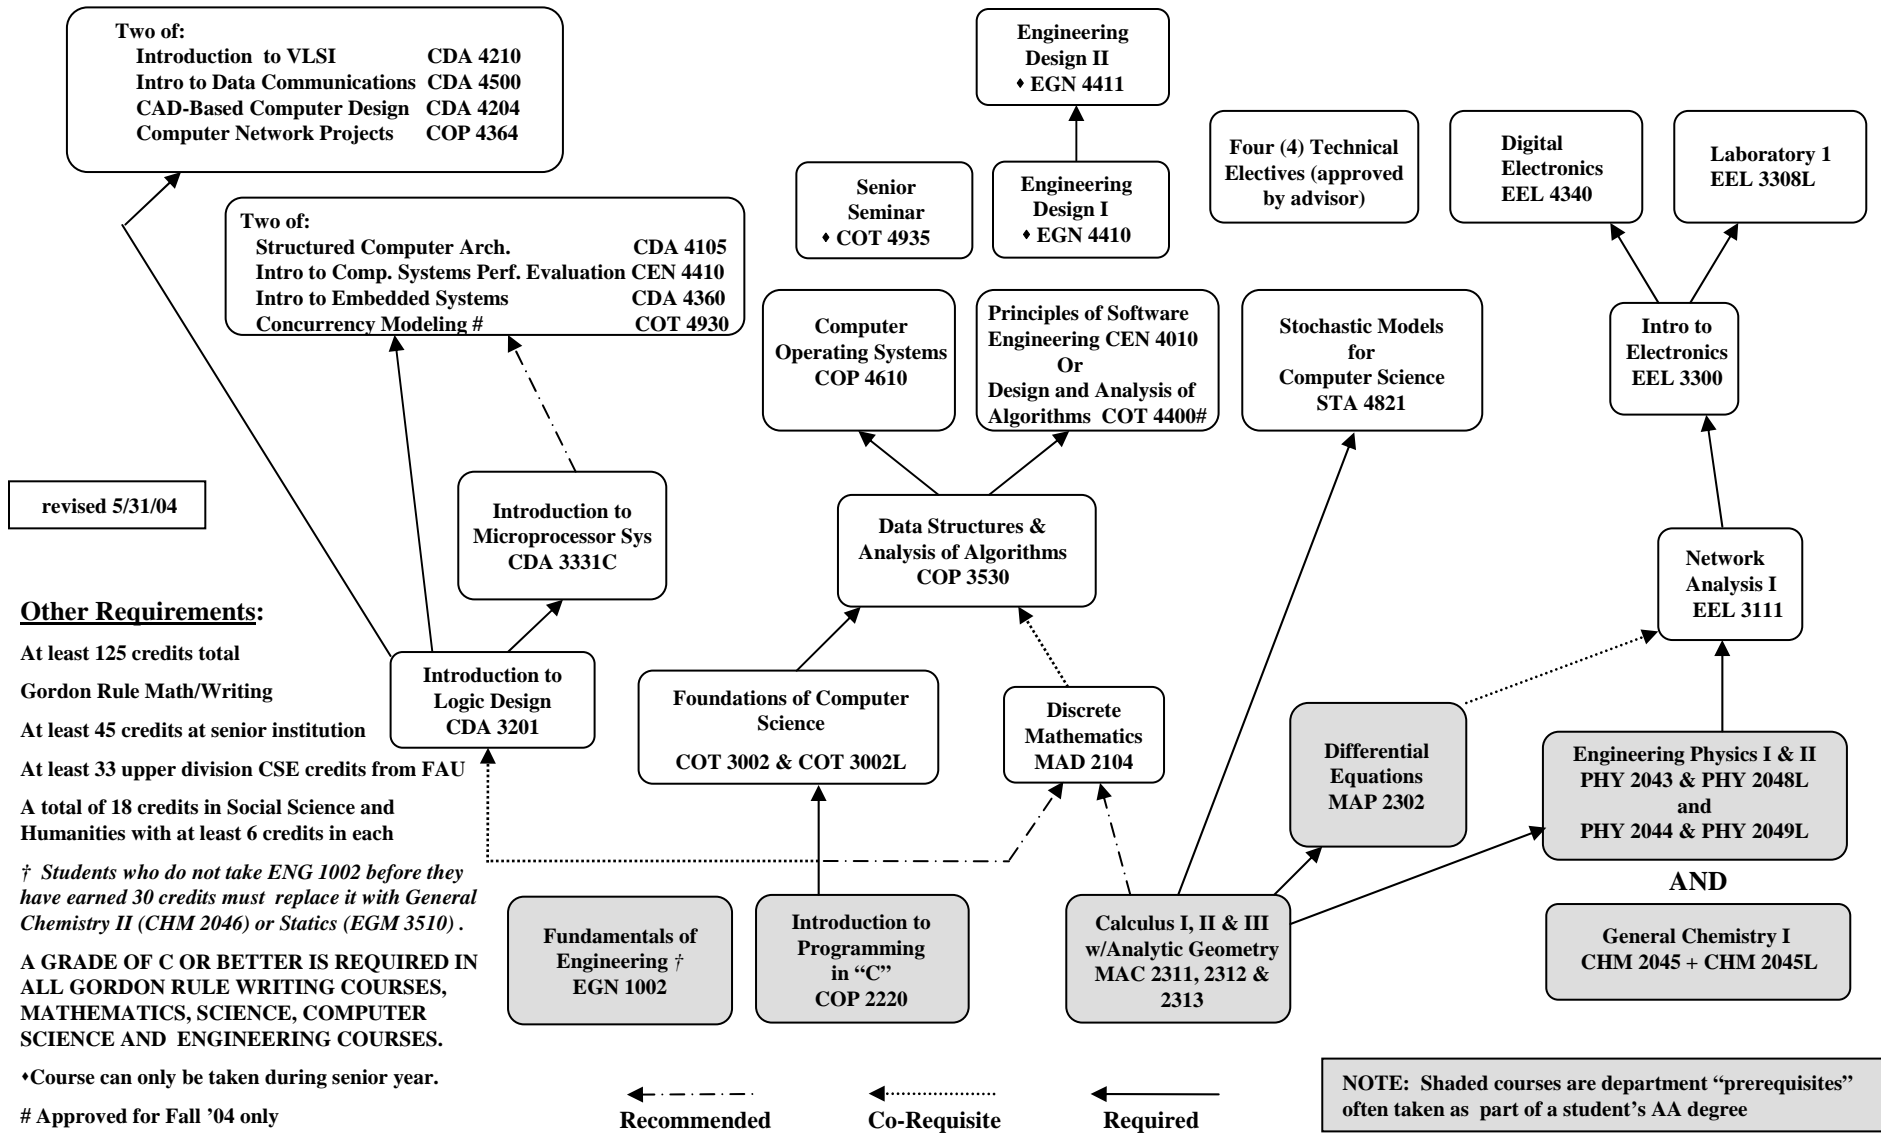 Two of:
Introduction to VLSI CDA 4210
Intro to Data Communications CDA 4500
CAD-Based Computer Design CDA 4204
Computer Network Projects COP 4364
Two of:
Structured Computer Arch. CDA 4105
Intro to Comp. Systems Perf. Evaluation CEN 4410
Intro to Embedded Systems CDA 4360
Concurrency Modeling # COT 4930
Engineering
Design II
♦ EGN 4411
Senior
Seminar
♦ COT 4935
Engineering
Design I
♦ EGN 4410
Four (4) Technical
Electives (approved
by advisor)
Digital
Electronics
EEL 4340
Laboratory 1
EEL 3308L
Computer
Operating Systems
COP 4610
Principles of Software
Engineering CEN 4010
Or
Design and Analysis of
Algorithms COT 4400#
Stochastic Models
for
Computer Science
STA 4821
Intro to
Electronics
EEL 3300
revised 5/31/04
Introduction to
Microprocessor Sys
CDA 3331C
Data Structures &
Analysis of Algorithms
COP 3530
Network
Analysis I
EEL 3111
Introduction to
Logic Design
CDA 3201
Foundations of Computer
Science
COT 3002 & COT 3002L
Discrete
Mathematics
MAD 2104
Differential
Equations
MAP 2302
Engineering Physics I & II
PHY 2043 & PHY 2048L
and
PHY 2044 & PHY 2049L
AND
General Chemistry I
CHM 2045 + CHM 2045L
Fundamentals of
Engineering †
EGN 1002
Introduction to
Programming
in “C”
COP 2220
Calculus I, II & III
w/Analytic Geometry
MAC 2311, 2312 &
2313
Other Requirements:
At least 125 credits total
Gordon Rule Math/Writing
At least 45 credits at senior institution
At least 33 upper division CSE credits from FAU
A total of 18 credits in Social Science and
Humanities with at least 6 credits in each
† Students who do not take ENG 1002 before they
have earned 30 credits must replace it with General
Chemistry II (CHM 2046) or Statics (EGM 3510) .
A GRADE OF C OR BETTER IS REQUIRED IN
ALL GORDON RULE WRITING COURSES,
MATHEMATICS, SCIENCE, COMPUTER
SCIENCE AND ENGINEERING COURSES.
♦Course can only be taken during senior year.
# Approved for Fall ’04 only
Recommended
Co-Requisite
Required
NOTE: Shaded courses are department “prerequisites”
often taken as part of a student’s AA degree